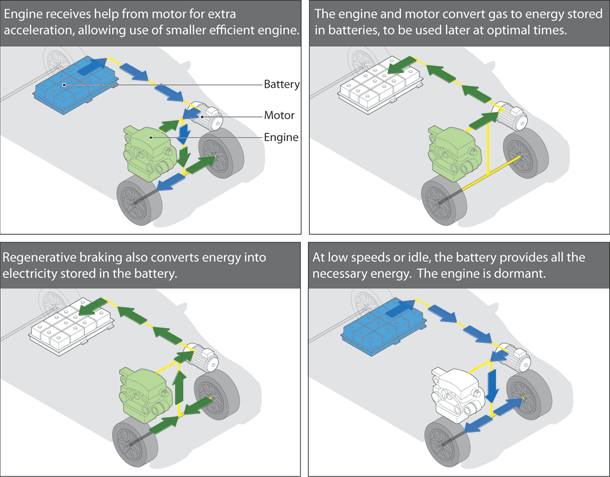 Engine receives help from motor for extra
acceleration, allowing use of smaller efficient engine.
The engine and motor convert gas to energy stored
in batteries, to be used later at optimal times.
Battery
Motor
Engine
Regenerative braking also converts energy into
electricity stored in the battery.
At low speeds or idle, the battery provides all the
necessary energy. The engine is dormant.